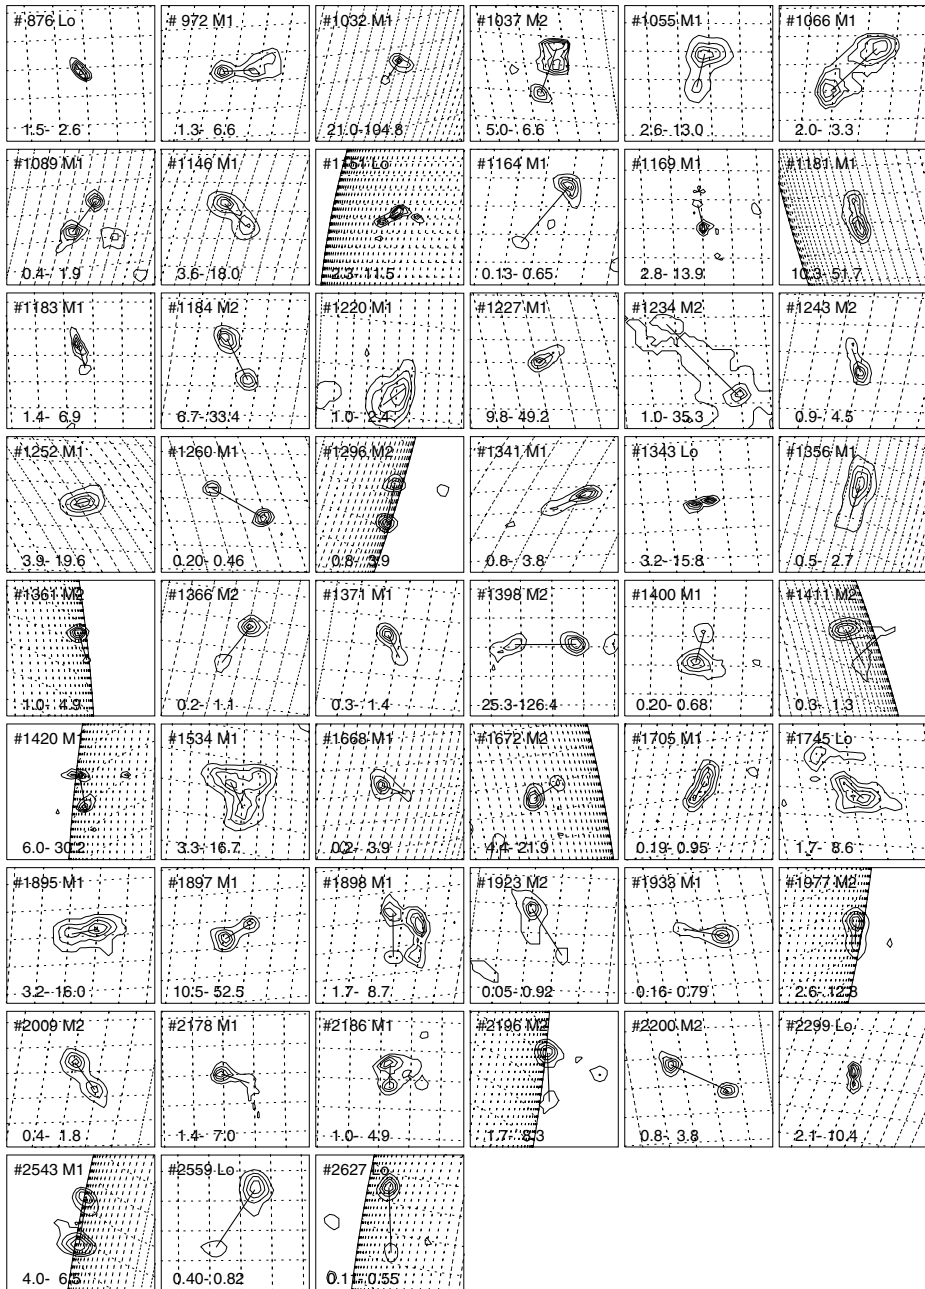 # 876 Lo
1.5- 2.6
# 972 M1
1.3- 6.6
#1032 M1
21.0-104.8
#1037 M2
5.0- 6.6
#1055 M1
2.6- 13.0
#1066 M1
2.0- 3.3
#1089 M1
0.4- 1.9
#1146 M1
3.6- 18.0
#1151 Lo
2.3- 11.5
#1164 M1
0.13- 0.65
#1169 M1
2.8- 13.9
#1181 M1
10.3- 51.7
#1183 M1
1.4- 6.9
#1184 M2
6.7- 33.4
#1220 M1
1.0- 2.4
#1227 M1
9.8- 49.2
#1234 M2
1.0- 35.3
#1243 M2
0.9- 4.5
#1252 M1
3.9- 19.6
#1260 M1
0.20- 0.46
#1296 M2
0.8- 3.9
#1341 M1
0.8- 3.8
#1343 Lo
3.2- 15.8
#1356 M1
0.5- 2.7
#1361 M2
1.0- 4.9
#1366 M2
0.2- 1.1
#1371 M1
0.3- 1.4
#1398 M2
25.3-126.4
#1400 M1
0.20- 0.68
#1411 M2
0.3- 1.3
#1420 M1
6.0- 30.2
#1534 M1
3.3- 16.7
#1668 M1
0.2- 3.9
#1672 M2
4.4- 21.9
#1705 M1
0.19- 0.95
#1745 Lo
1.7- 8.6
#1895 M1
3.2- 16.0
#1897 M1
10.5- 52.5
#1898 M1
1.7- 8.7
#1923 M2
0.05- 0.92
#1933 M1
0.16- 0.79
#1977 M2
2.6- 12.8
#2009 M2
0.4- 1.8
#2178 M1
1.4- 7.0
#2186 M1
1.0- 4.9
#2196 M2
1.7- 8.3
#2200 M2
0.8- 3.8
#2299 Lo
2.1- 10.4
#2543 M1
4.0- 6.5
#2559 Lo
0.40- 0.82
#2627 Lo
0.11- 0.55